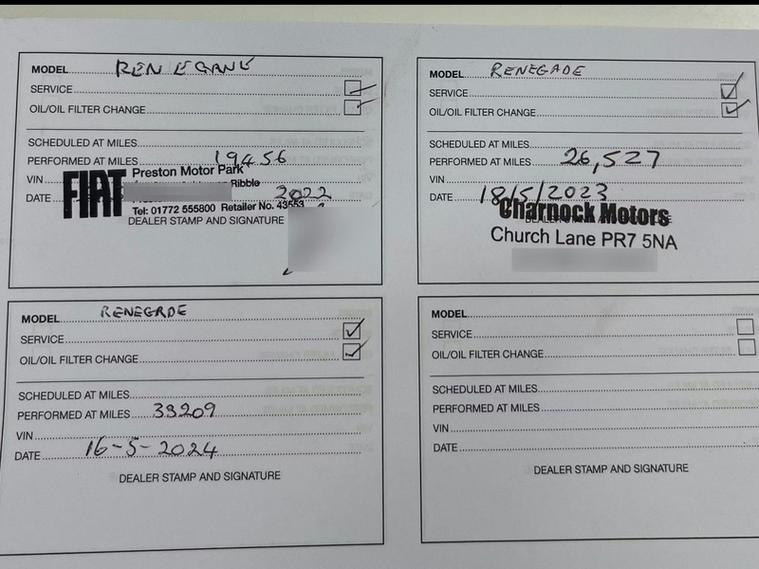 MODEL RENEGADE
SERVICE
OIL/OIL FILTER CHANGE
SCHEDULED AT MILES
PERFORMED AT MILES 19456
VIN
DATE 2022
FIAT
Preston Motor Park
Ribble
Tel: 01772 555800 Retailer No. 43553
DEALER STAMP AND SIGNATURE
MODEL RENEGADE
SERVICE
OIL/OIL FILTER CHANGE
SCHEDULED AT MILES
PERFORMED AT MILES 26,527
VIN
DATE 18/5/2023
Charnock Motors
Church Lane PR7 5NA
MODEL RENEGADE
SERVICE
OIL/OIL FILTER CHANGE
SCHEDULED AT MILES
PERFORMED AT MILES 33209
VIN
DATE 16-5-2024
DEALER STAMP AND SIGNATURE
MODEL
SERVICE
OIL/OIL FILTER CHANGE
SCHEDULED AT MILES
PERFORMED AT MILES
VIN
DATE
DEALER STAMP AND SIGNATURE